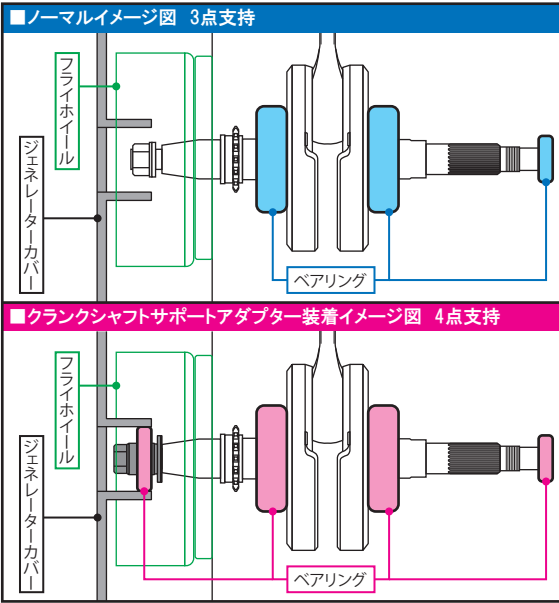 ■ノーマルイメージ図 3点支持
フライホイール
ジェネレーターカバー
ベアリング
■クランクシャフトサポートアダプター装着イメージ図 4点支持
フライホイール
ジェネレーターカバー
ベアリング